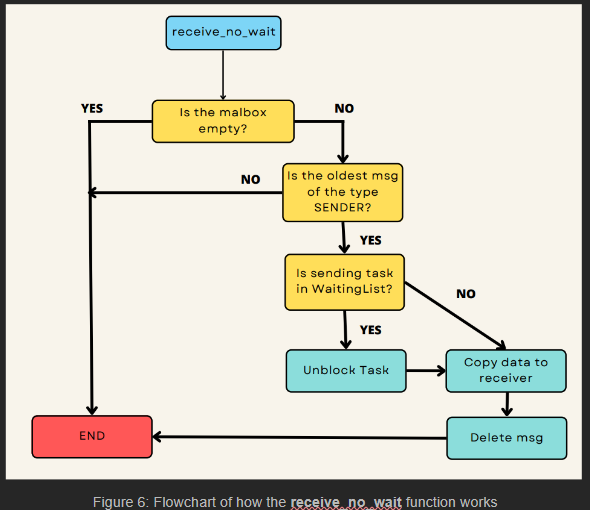 receive_no_wait
YES
NO
Is the malbox
empty?
NO
Is the oldest msg
of the type
SENDER?
YES
Is sending task
in WaitingList?
NO
YES
Unblock Task
Copy data to
receiver
END
Delete msg
Figure 6: Flowchart of how the receive_no_wait function works